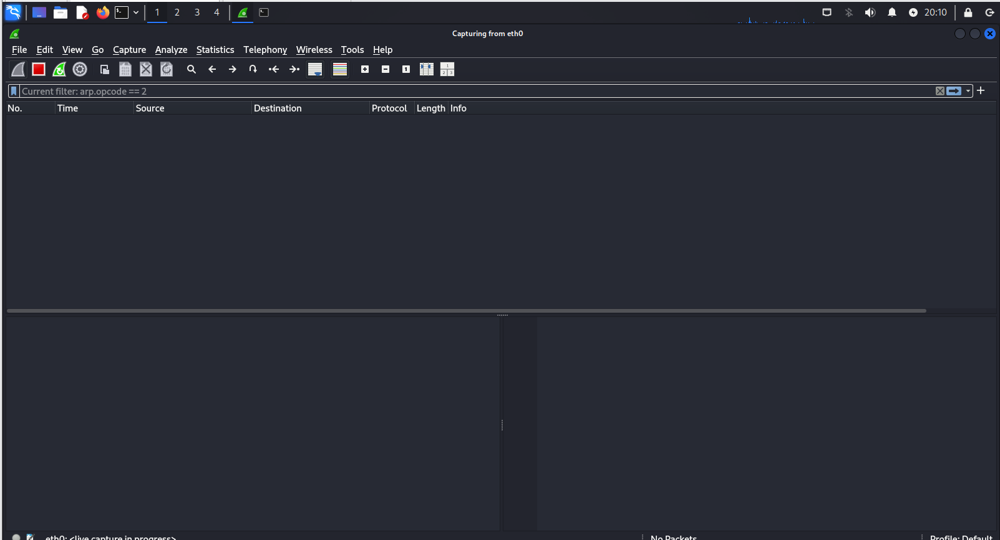 1 2 3 4 20:10
Capturing from eth0
File Edit View Go Capture Analyze Statistics Telephony Wireless Tools Help
Current filter: arp.opcode == 2
No. Time Source Destination Protocol Length Info
eth0: <live capture in progress> No Packets Profile: Default